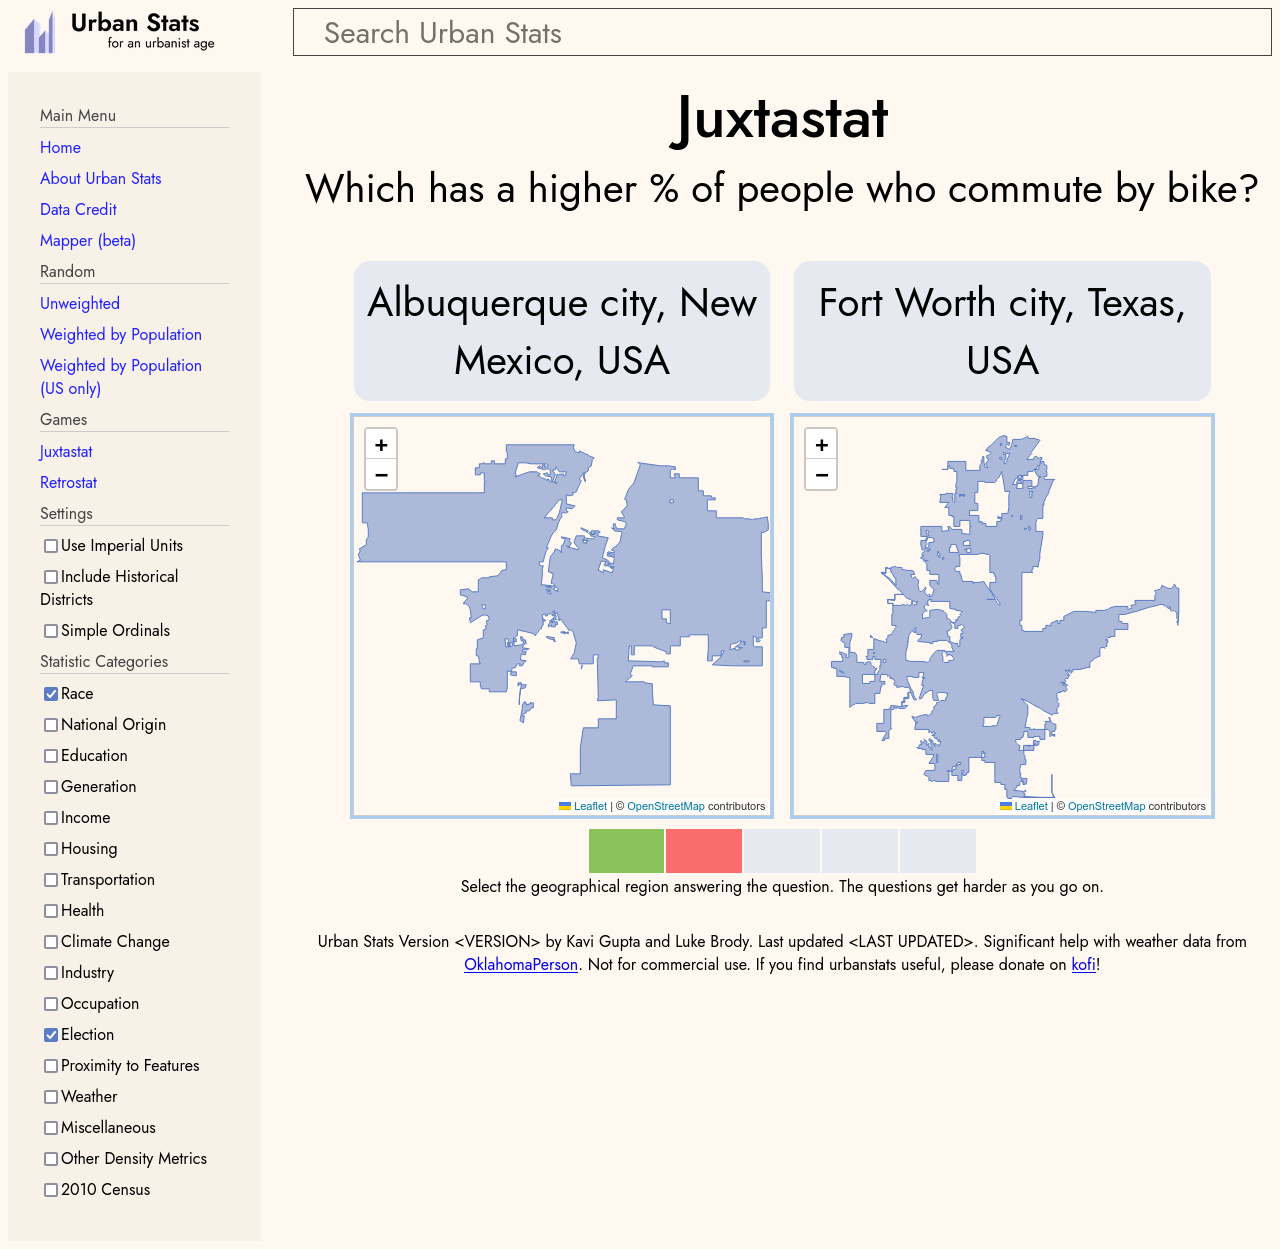 Urban Stats
for an urbanist age
Search Urban Stats
Main Menu
Home
About Urban Stats
Data Credit
Mapper (beta)
Random
Unweighted
Weighted by Population
Weighted by Population
(US only)
Games
Juxtastat
Retrostat
Settings
Use Imperial Units
Include Historical
Districts
Simple Ordinals
Statistic Categories
Race
National Origin
Education
Generation
Income
Housing
Transportation
Health
Climate Change
Industry
Occupation
Election
Proximity to Features
Weather
Miscellaneous
Other Density Metrics
2010 Census
Juxtastat
Which has a higher % of people who commute by bike?
Albuquerque city, New
Mexico, USA
+
−
Leaflet | © OpenStreetMap contributors
Fort Worth city, Texas,
USA
+
−
Leaflet | © OpenStreetMap contributors
Select the geographical region answering the question. The questions get harder as you go on.
Urban Stats Version <VERSION> by Kavi Gupta and Luke Brody. Last updated <LAST UPDATED>. Significant help with weather data from
OklahomaPerson. Not for commercial use. If you find urbanstats useful, please donate on kofi!